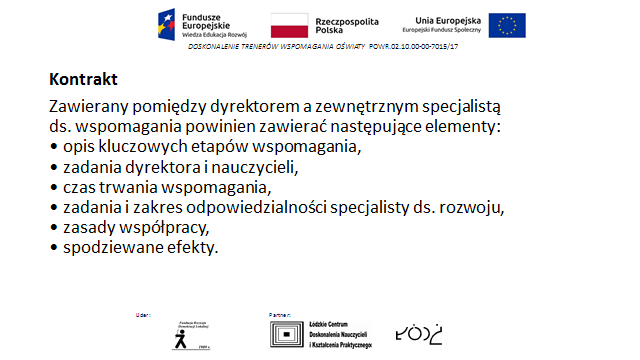 Fundusze
Europejskie
Wiedza Edukacja Rozwój
Rzeczpospolita
Polska
Unia Europejska
Europejski Fundusz Społeczny
DOSKONALENIE TRENERÓW WSPOMAGANIA OŚWIATY POWR.02.10.00-00-7015/17
Kontrakt
Zawierany pomiędzy dyrektorem a zewnętrznym specjalistą
ds. wspomagania powinien zawierać następujące elementy:
• opis kluczowych etapów wspomagania,
• zadania dyrektora i nauczycieli,
• czas trwania wspomagania,
• zadania i zakres odpowiedzialności specjalisty ds. rozwoju,
• zasady współpracy,
• spodziewane efekty.
Lider:
Partner:
Fundacja Rozwoju
Demokracji Lokalnej
Łódzkie Centrum
Doskonalenia Nauczycieli
i Kształcenia Praktycznego